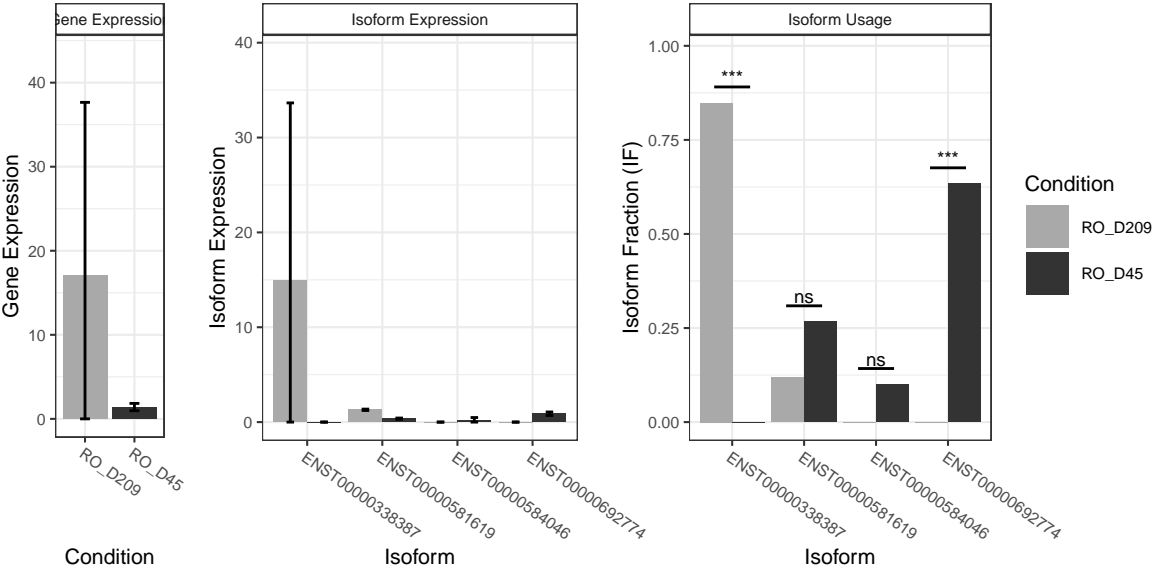 Gene Expression
Isoform Expression
Isoform Usage
Gene Expression
40
30
20
10
0
RO_D209
RO_D45
Condition
Isoform Expression
40
30
20
10
0
ENST00000338387
ENST00000581619
ENST00000584046
ENST00000692774
Isoform
Isoform Fraction (IF)
1.00
0.75
0.50
0.25
0.00
***
ns
ns
***
ENST00000338387
ENST00000581619
ENST00000584046
ENST00000692774
Isoform
Condition
RO_D209
RO_D45